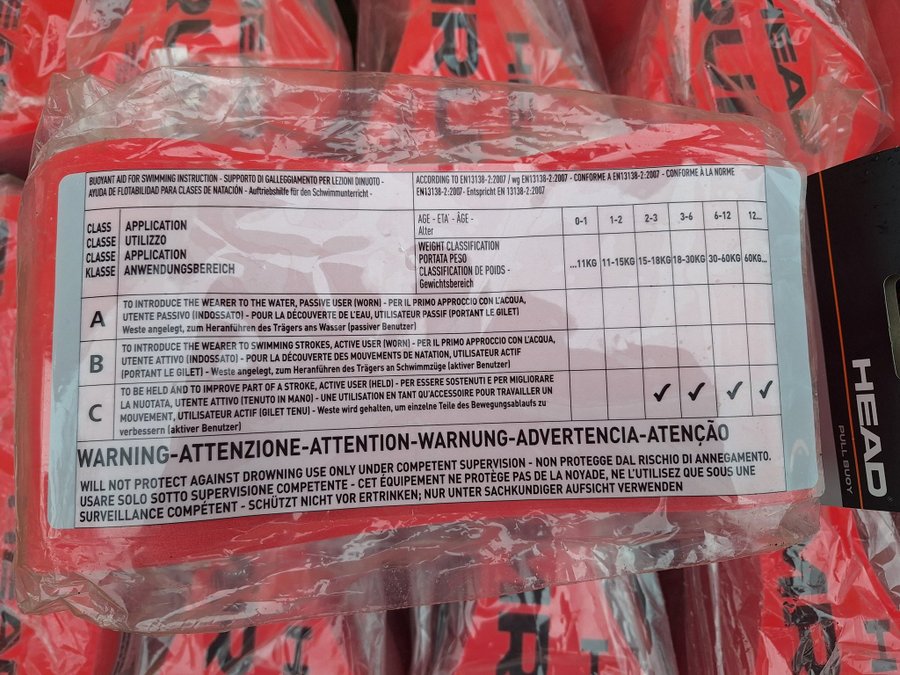 HEAD
BUOYANT AID FOR SWIMMING INSTRUCTION - SUPPORTO DI GALLEGGIAMENTO PER LEZIONI DINUOTO -
AYUDA DE FLOTABILIDAD PARA CLASES DE NATACIÓN - Auftriebshilfe für den Schwimmunterricht -
ACCORDING TO EN13138-2:2007 / wg EN13138-2:2007 - CONFORME A EN13138-2:2007 - CONFORME À LA NORME
EN13138-2:2007 - Entspricht EN 13138-2:2007
CLASS APPLICATION
CLASSE UTILIZZO
CLASSE APPLICATION
KLASSE ANWENDUNGSBEREICH
AGE - ETA' - ÂGE -
Alter
0-1 1-2 2-3 3-6 6-12 12...
WEIGHT CLASSIFICATION
PORTATA PESO
CLASSIFICATION DE POIDS -
Gewichtsbereich
...11KG 11-15KG 15-18KG 18-30KG 30-60KG 60KG...
A
TO INTRODUCE THE WEARER TO THE WATER, PASSIVE USER (WORN) - PER IL PRIMO APPROCCIO CON L'ACQUA,
UTENTE PASSIVO (INDOSSATO) - POUR LA DÉCOUVERTE DE L'EAU, UTILISATEUR PASSIF (PORTANT LE GILET)
Weste angelegt, zum Heranführen des Trägers ans Wasser (passiver Benutzer)
B
TO INTRODUCE THE WEARER TO SWIMMING STROKES, ACTIVE USER (WORN) - PER IL PRIMO APPROCCIO CON L'ACQUA,
UTENTE ATTIVO (INDOSSATO) - POUR LA DÉCOUVERTE DES MOUVEMENTS DE NATATION, UTILISATEUR ACTIF
(PORTANT LE GILET) - Weste angelegt, zum Heranführen des Trägers an Schwimmzüge (aktiver Benutzer)
C
TO BE HELD AND TO IMPROVE PART OF A STROKE, ACTIVE USER (HELD) - PER ESSERE SOSTENUTI E PER MIGLIORARE
LA NUOTATA, UTENTE ATTIVO (TENUTO IN MANO) - UNE UTILISATION EN TANT QU'ACCESSOIRE POUR TRAVAILLER UN
MOUVEMENT, UTILISATEUR ACTIF (GILET TENU) - Weste wird gehalten, um einzelne Teile des Bewegungsablaufs zu
verbessern (aktiver Benutzer)
✓ ✓ ✓ ✓
WARNING-ATTENZIONE-ATTENTION-WARNUNG-ADVERTENCIA-ATENÇÃO
WILL NOT PROTECT AGAINST DROWNING USE ONLY UNDER COMPETENT SUPERVISION - NON PROTEGGE DAL RISCHIO DI ANNEGAMENTO.
USARE SOLO SOTTO SUPERVISIONE COMPETENTE - CET ÉQUIPEMENT NE PROTÈGE PAS DE LA NOYADE, NE L'UTILISEZ QUE SOUS UNE
SURVEILLANCE COMPÉTENT - SCHÜTZT NICHT VOR ERTRINKEN; NUR UNTER SACHKUNDIGER AUFSICHT VERWENDEN
HEAD
PULL BUOY